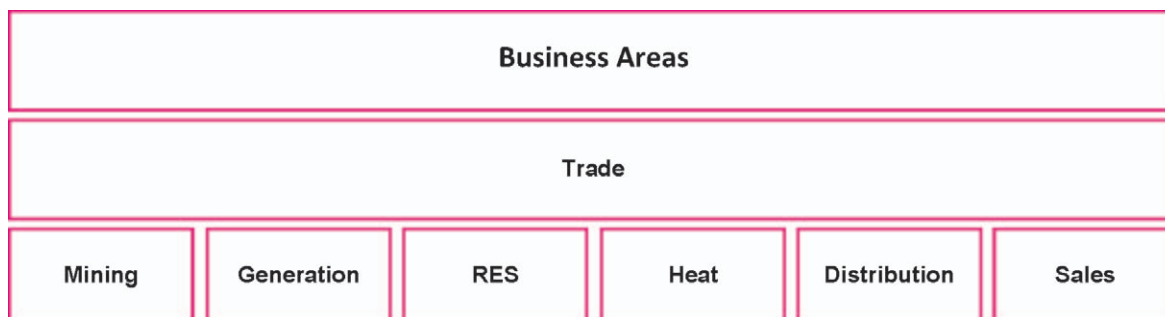 Business Areas
Trade
Mining
Generation
RES
Heat
Distribution
Sales